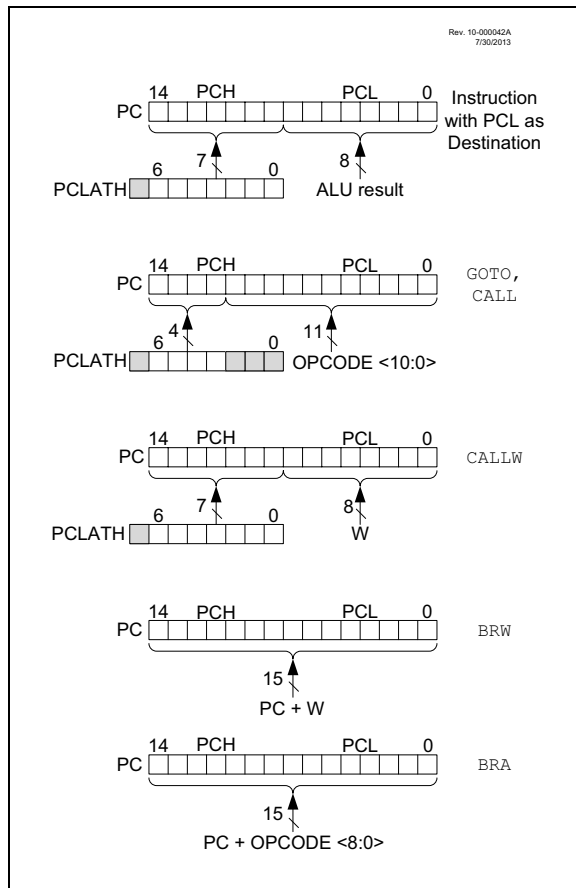 Rev. 10-000042A
7/30/2013
14 PCH PCL 0
PC
Instruction
with PCL as
Destination
7 8
6 0
PCLATH
ALU result
14 PCH PCL 0
PC
GOTO,
CALL
4 11
6 0
PCLATH
OPCODE <10:0>
14 PCH PCL 0
PC
CALLW
7 8
6 0
PCLATH
W
14 PCH PCL 0
PC
BRW
15
PC + W
14 PCH PCL 0
PC
BRA
15
PC + OPCODE <8:0>